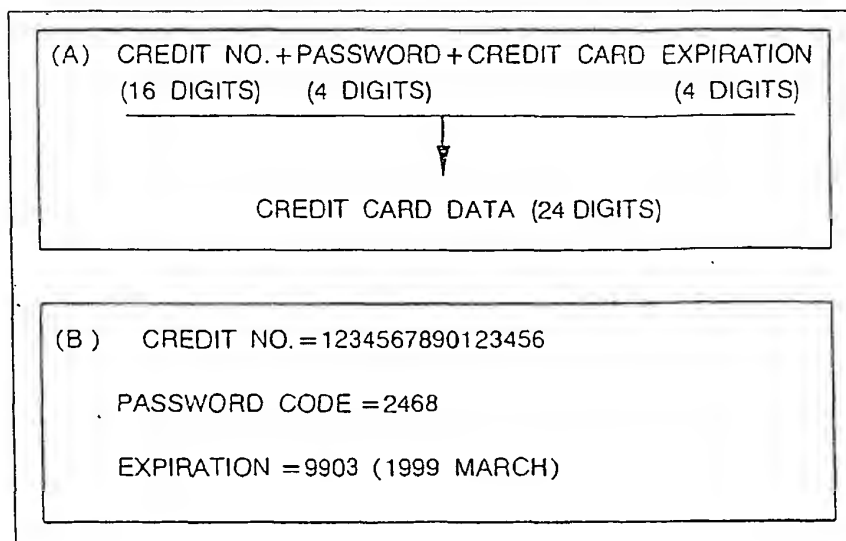 (A) CREDIT NO.+PASSWORD+CREDIT CARD EXPIRATION
(16 DIGITS) (4 DIGITS) (4 DIGITS)
CREDIT CARD DATA (24 DIGITS)
(B) CREDIT NO.=1234567890123456
PASSWORD CODE =2468
EXPIRATION =9903 (1999 MARCH)